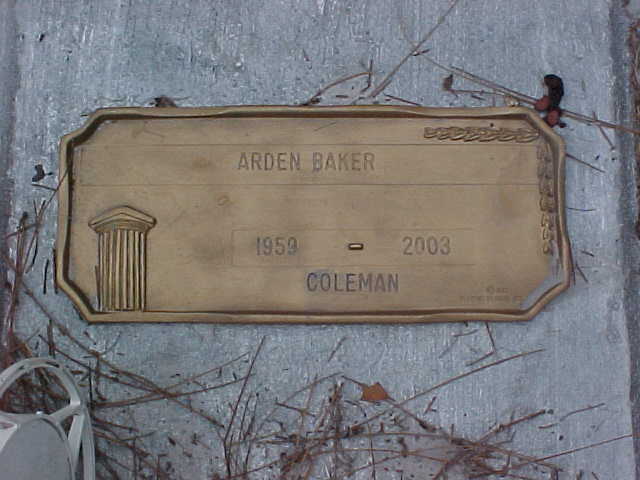 ARDEN BAKER
1959 - 2003
COLEMAN